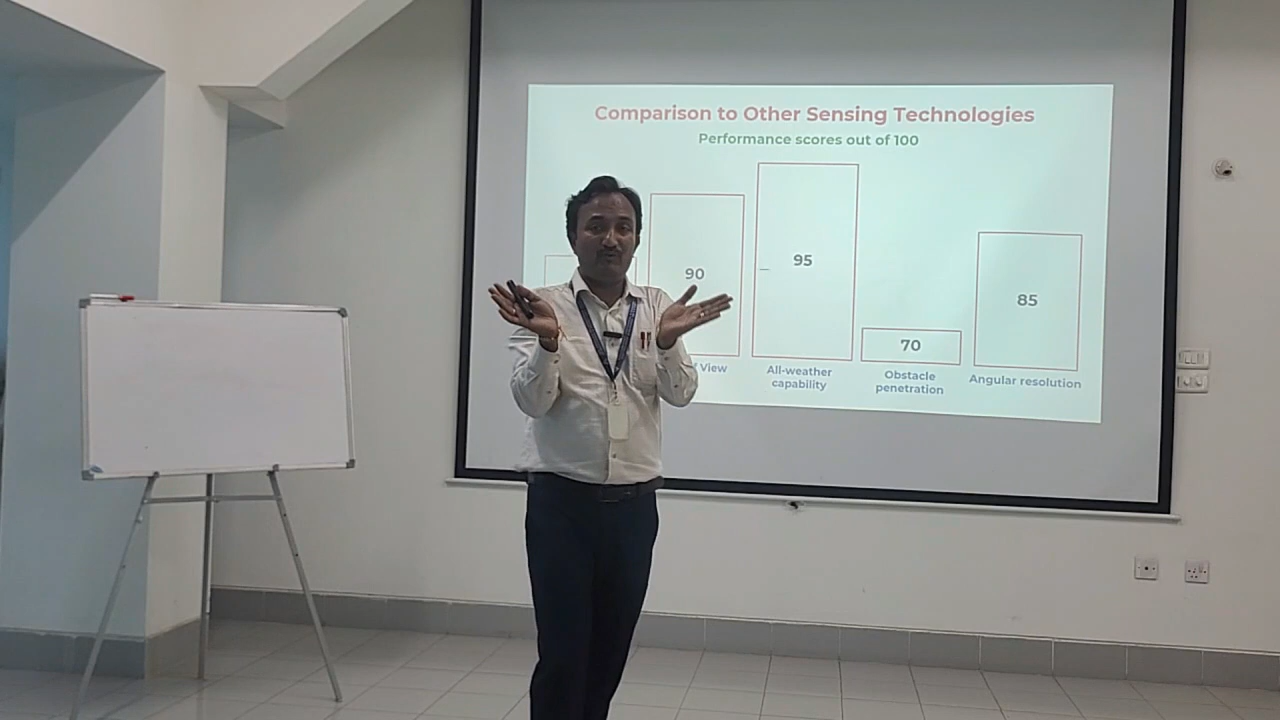 Comparison to Other Sensing Technologies
Performance scores out of 100
90
95
70
85
View
All-weather
capability
Obstacle
penetration
Angular resolution